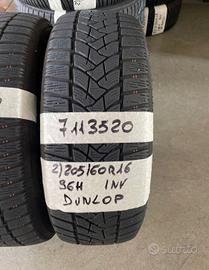 7113520
2)205/60R16
96H INV
DUNLOP
subito